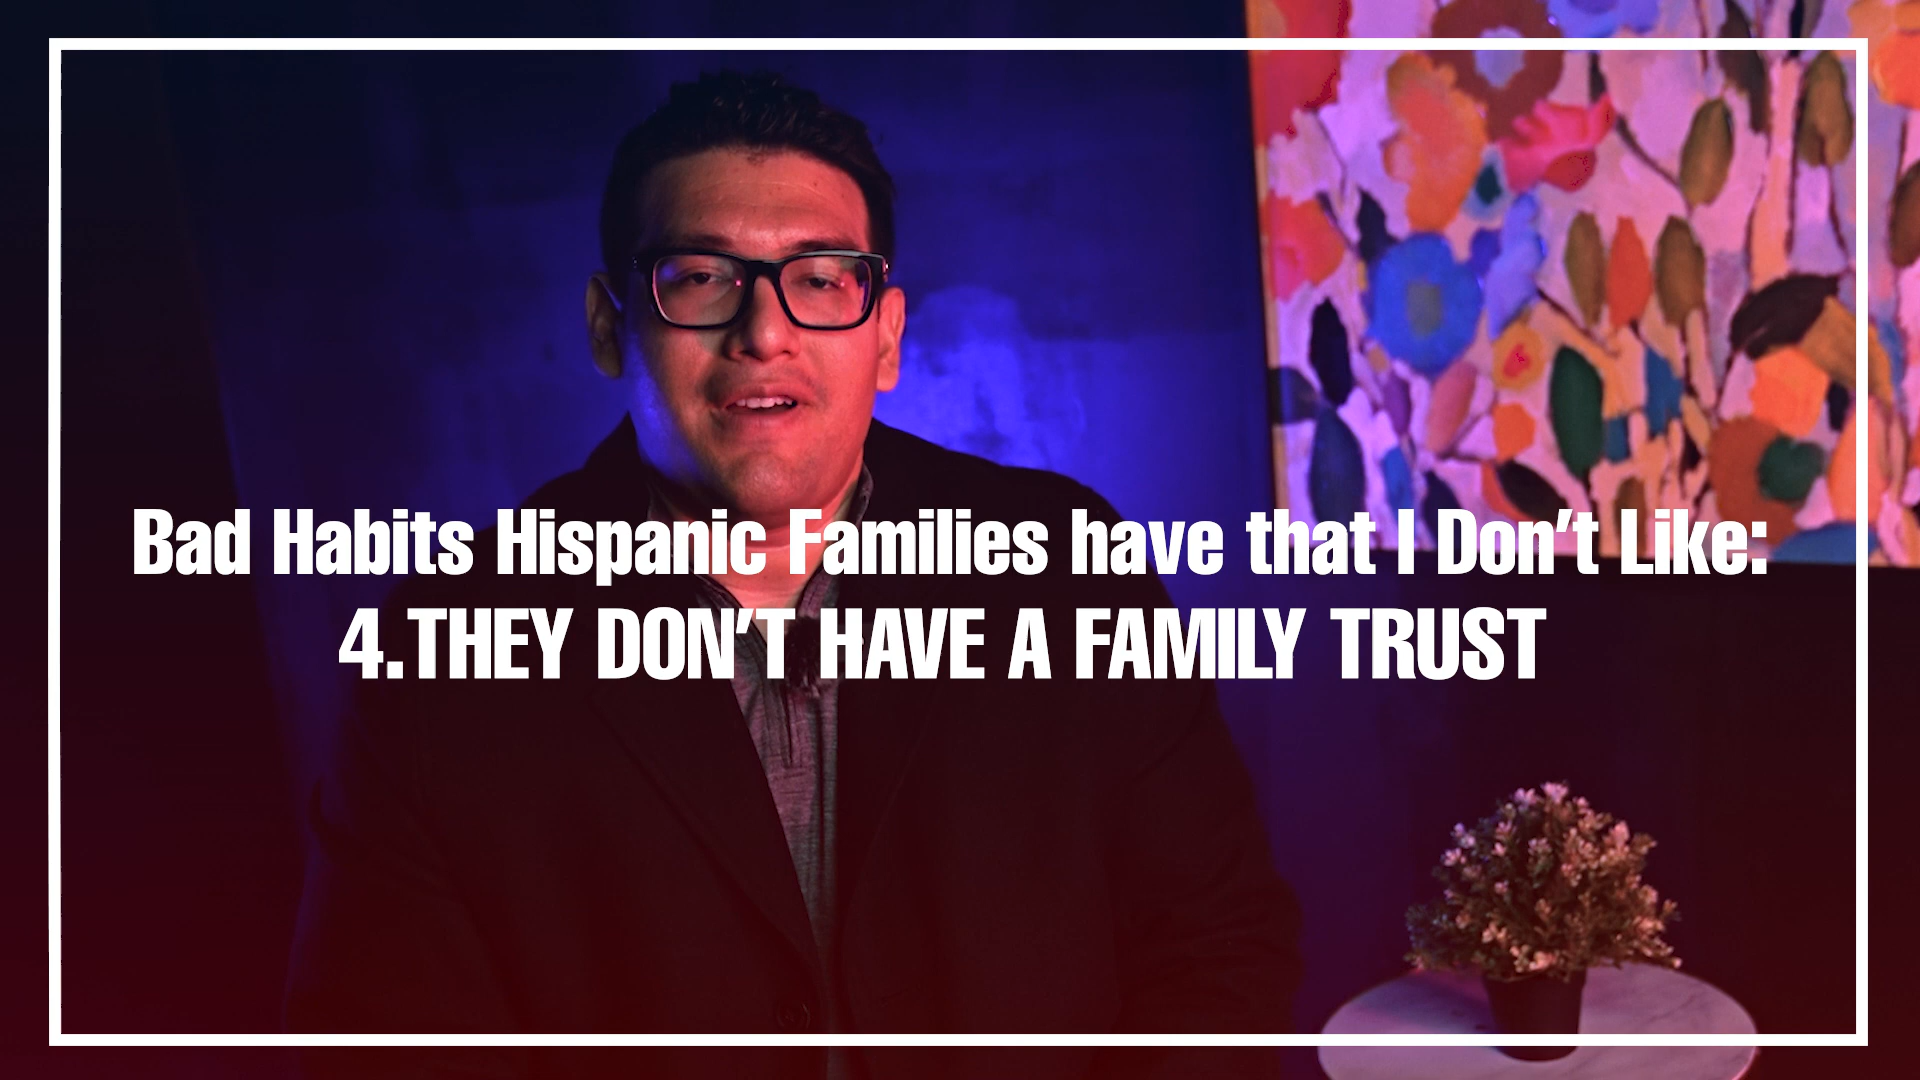 Bad Habits Hispanic Families have that I Don't Like:
4.THEY DON'T HAVE A FAMILY TRUST